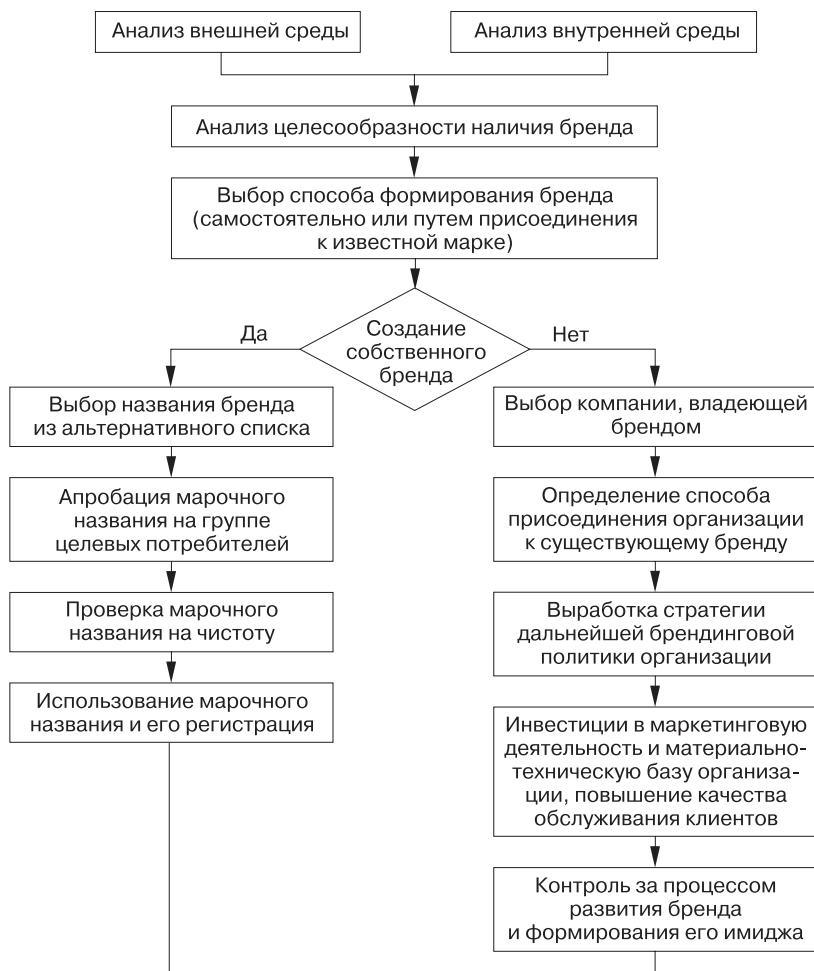 Анализ внешней среды
Анализ внутренней среды
Анализ целесообразности наличия бренда
Выбор способа формирования бренда
(самостоятельно или путем присоединения
к известной марке)
Создание
собственного
бренда
Да
Нет
Выбор названия бренда
из альтернативного списка
Апробация марочного
названия на группе
целевых потребителей
Проверка марочного
названия на чистоту
Использование марочного
названия и его регистрация
Выбор компании, владеющей
брендом
Определение способа
присоединения организации
к существующему бренду
Выработка стратегии
дальнейшей брендинговой
политики организации
Инвестиции в маркетинговую
деятельность и материально-
техническую базу организа-
ции, повышение качества
обслуживания клиентов
Контроль за процессом
развития бренда
и формирования его имиджа